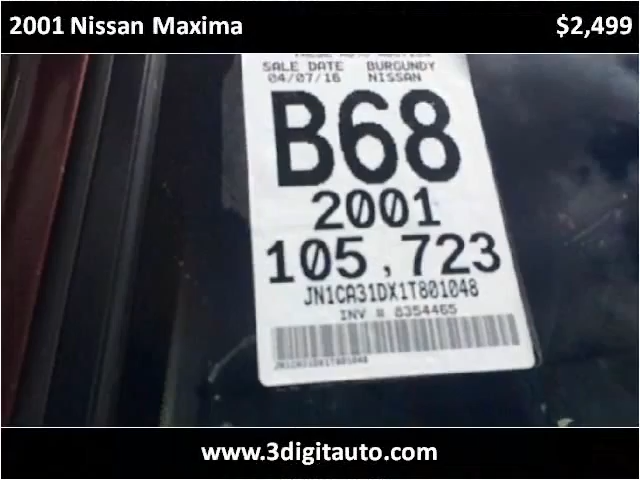 2001 Nissan Maxima $2,499
SALE DATE BURGUNDY
04/07/16 NISSAN
B68
2001
105,723
JN1CA31DX1T801048
INV # 8354465
JN1CA31DX1T801048
www.3digitauto.com